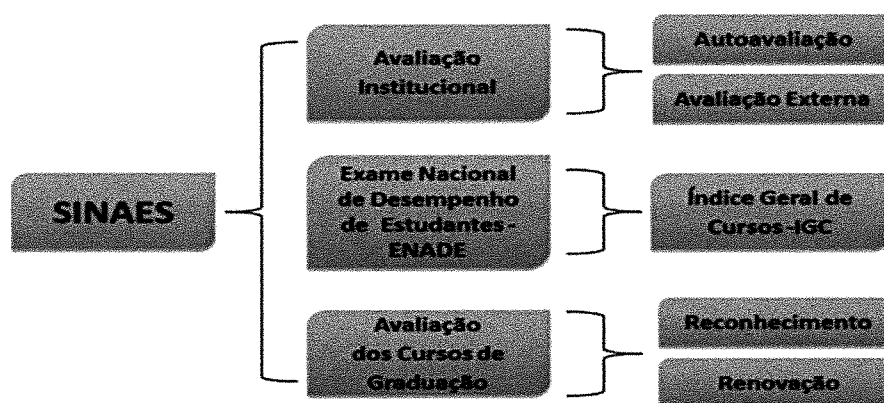 SINAES
Avaliação
Institucional
Autoavaliação
Avaliação Externa
Exame Nacional
de Desempenho
de Estudantes -
ENADE
Índice Geral de
Cursos -IGC
Avaliação
dos Cursos de
Graduação
Reconhecimento
Renovação